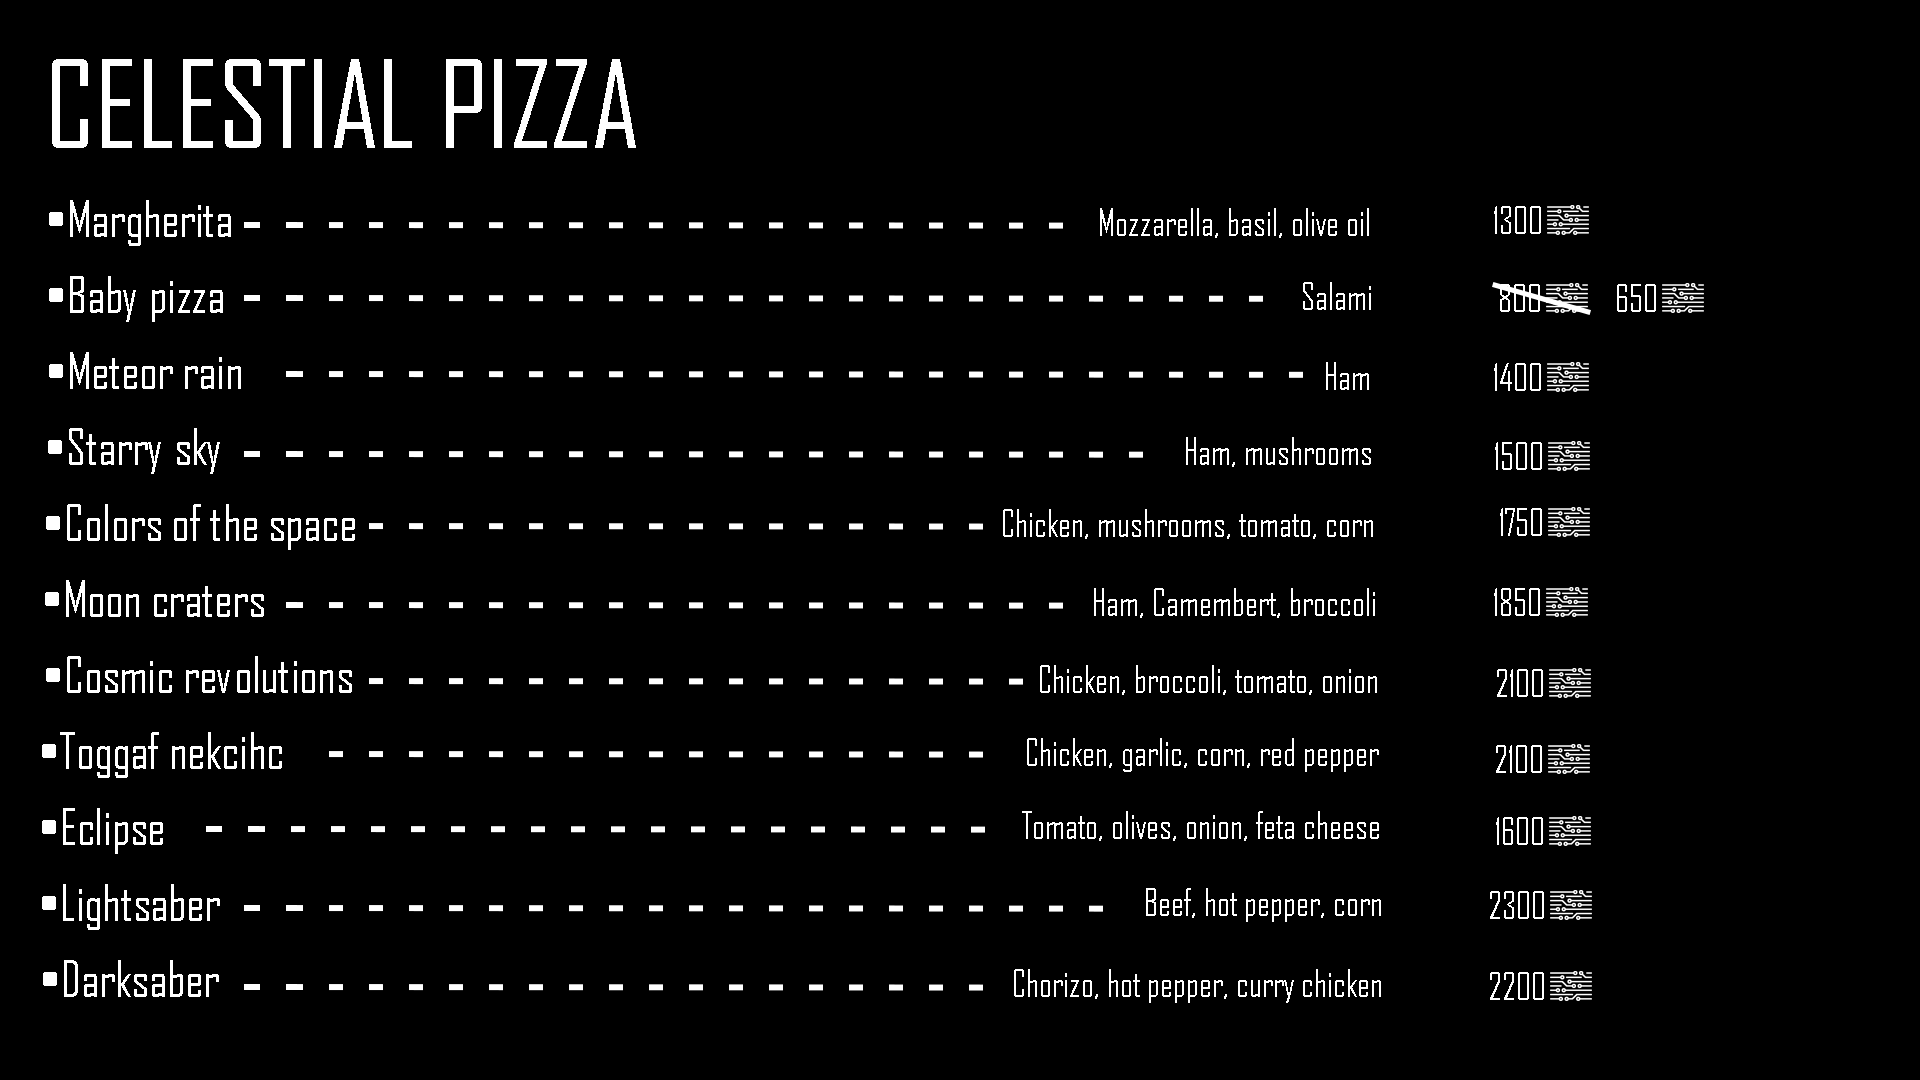 CELESTIAL PIZZA
Margherita Mozzarella, basil, olive oil 1300
Baby pizza Salami 800 650
Meteor rain Ham 1400
Starry sky Ham, mushrooms 1500
Colors of the space Chicken, mushrooms, tomato, corn 1750
Moon craters Ham, Camembert, broccoli 1850
Cosmic revolutions Chicken, broccoli, tomato, onion 2100
Toggaf nekcihc Chicken, garlic, corn, red pepper 2100
Eclipse Tomato, olives, onion, feta cheese 1600
Lightsaber Beef, hot pepper, corn 2300
Darksaber Chorizo, hot pepper, curry chicken 2200